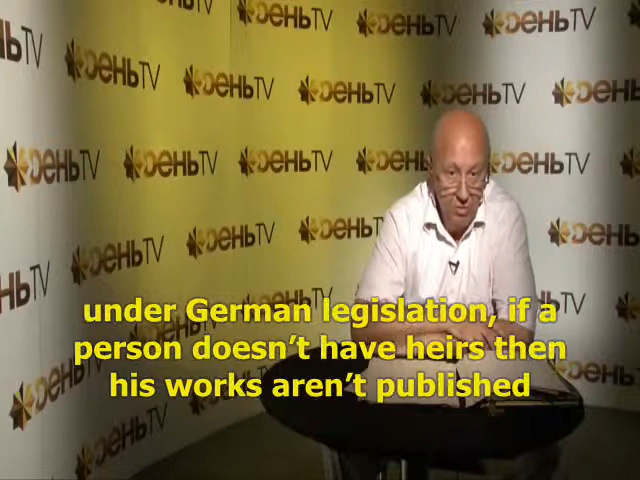 деньTV
under German legislation, if a
person doesn't have heirs then
his works aren't published